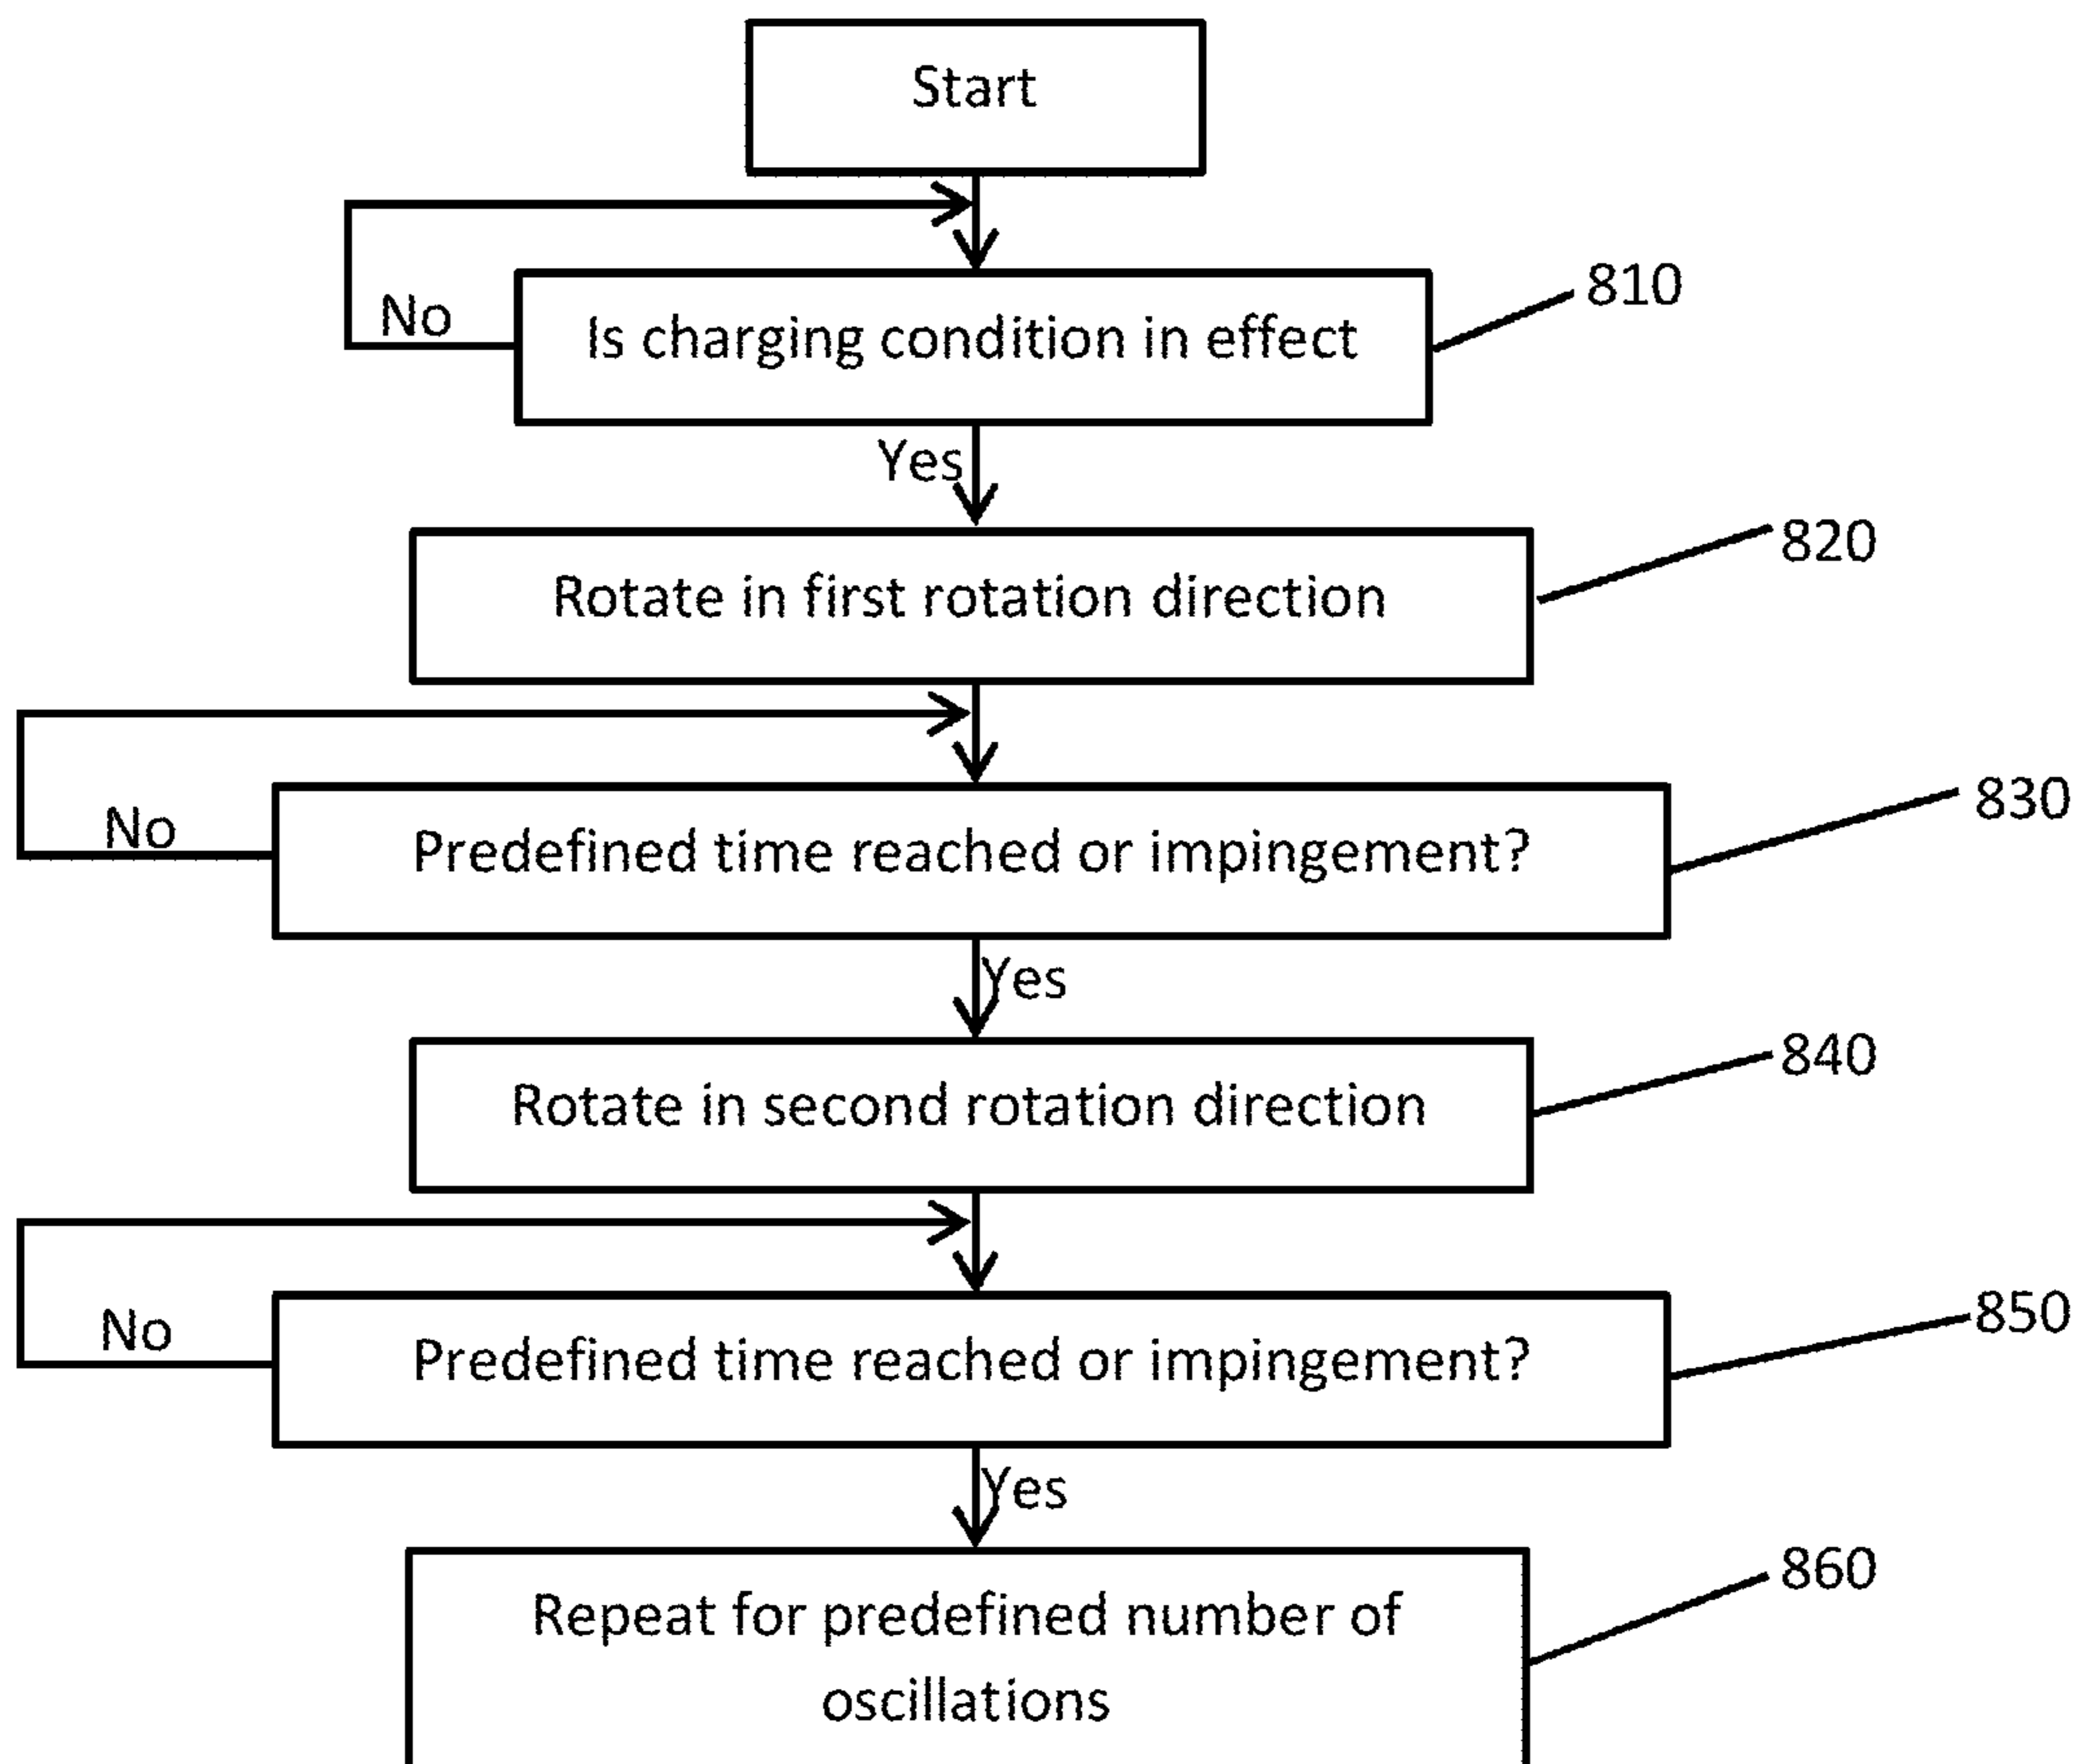 Start
No
Is charging condition in effect
810
Yes
Rotate in first rotation direction
820
No
Predefined time reached or impingement?
830
Yes
Rotate in second rotation direction
840
No
Predefined time reached or impingement?
850
Yes
Repeat for predefined number of
oscillations
860